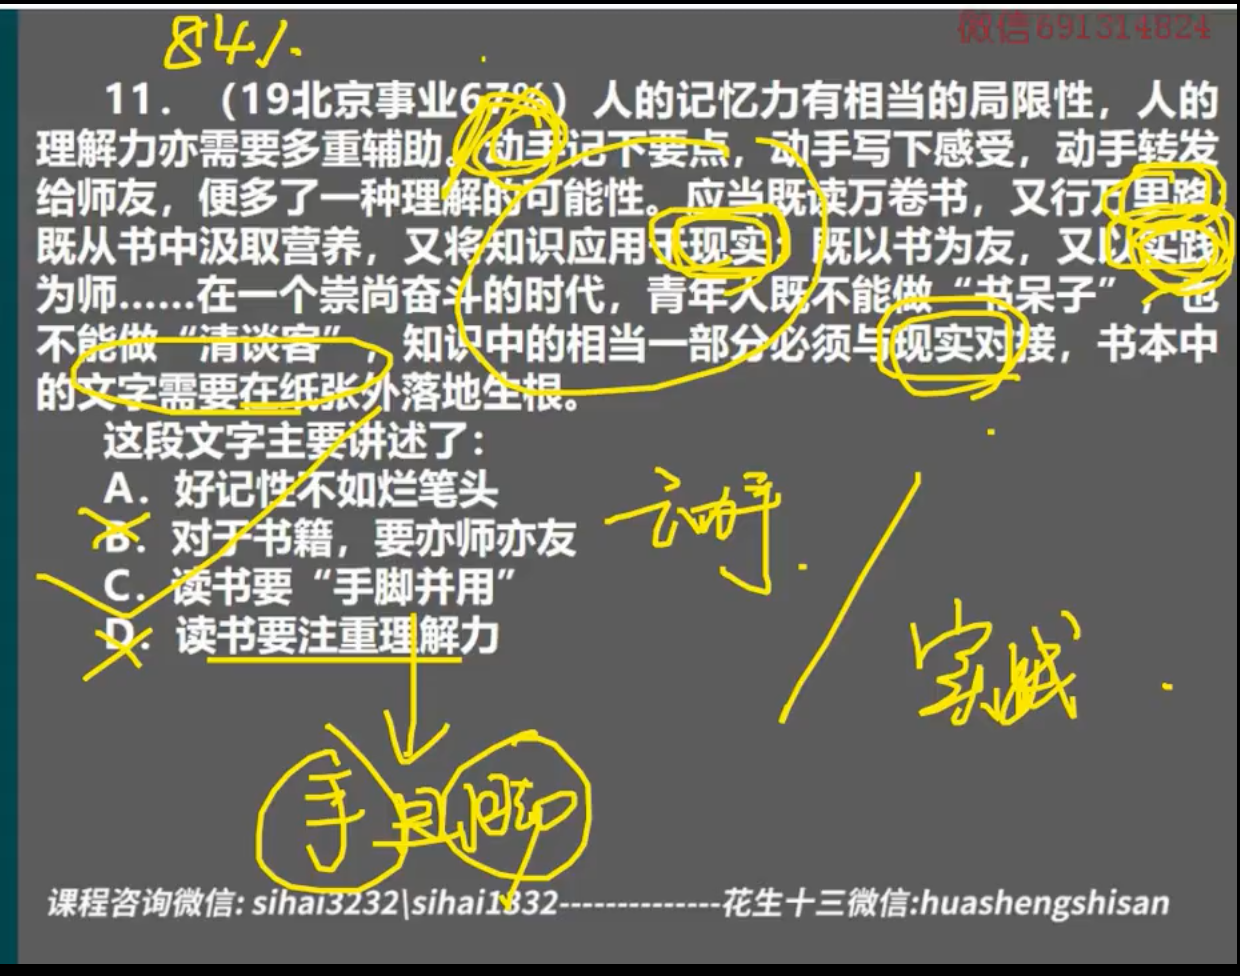 微信691314824
84%
11．（19北京事业67%）人的记忆力有相当的局限性，人的
理解力亦需要多重辅助。动手记下要点，动手写下感受，动手转发
给师友，便多了一种理解的可能性。应当既读万卷书，又行万里路，
既从书中汲取营养，又将知识应用于现实；既以书为友，又以实践
为师……在一个崇尚奋斗的时代，青年人既不能做“书呆子”，也
不能做“清谈客”，知识中的相当一部分必须与现实对接，书本中
的文字需要在纸张外落地生根。
这段文字主要讲述了：
A．好记性不如烂笔头
B．对于书籍，要亦师亦友
C．读书要“手脚并用”
D．读书要注重理解力
动手
实践
手 且 脚
课程咨询微信: sihai3232\sihai1332--------------花生十三微信:huashengshisan